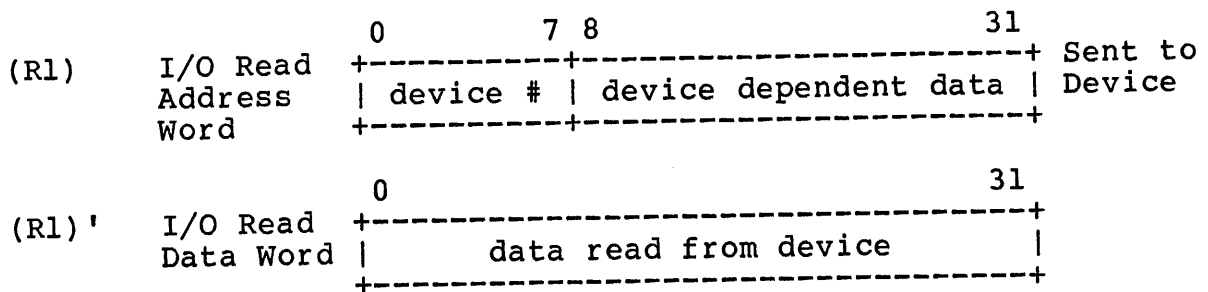 0 7 8 31
(R1) I/O Read +----------+----------------------+ Sent to
Address | device # | device dependent data | Device
Word +----------+----------------------+
0 31
(R1)' I/O Read +---------------------------------+
Data Word | data read from device |
+---------------------------------+